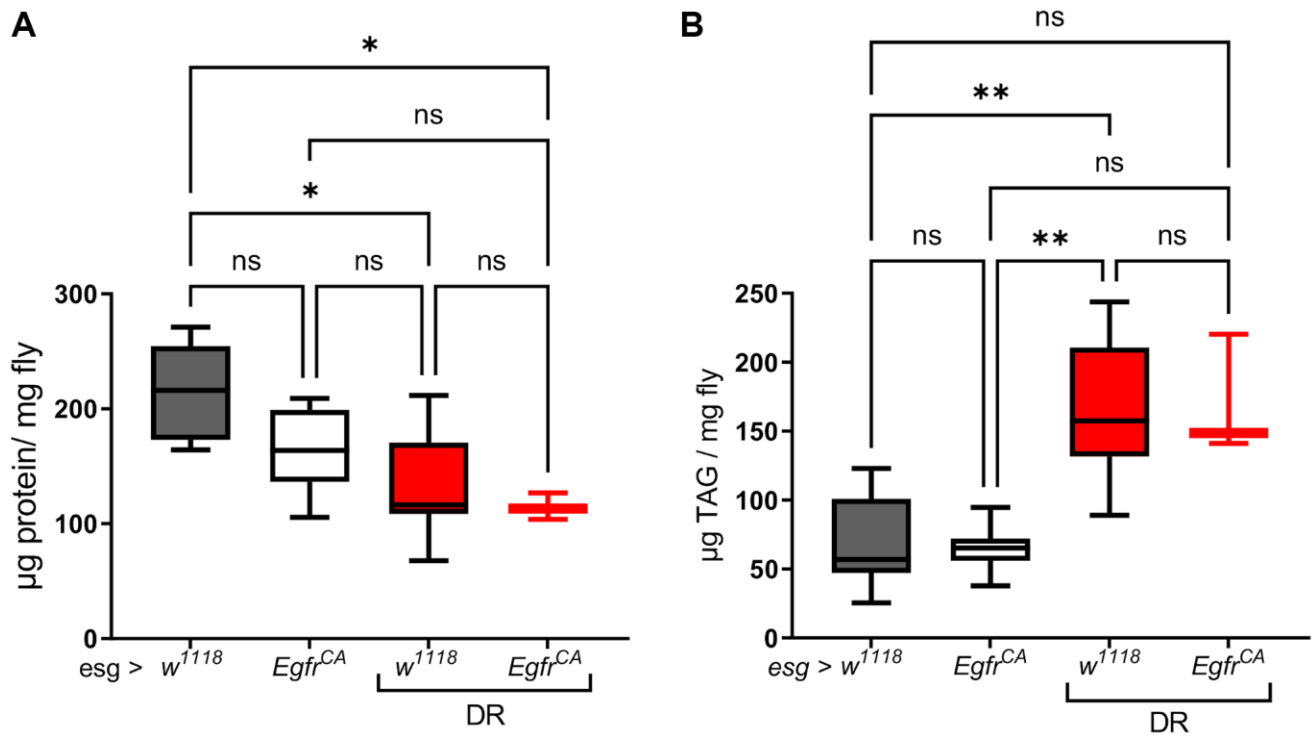 A
*
ns
*
ns ns ns
µg protein/ mg fly
300
200
100
0
esg > w1118 EgfrCA w1118 EgfrCA
DR
B
ns
**
ns
ns ** ns
µg TAG / mg fly
250
200
150
100
50
0
esg > w1118 EgfrCA w1118 EgfrCA
DR